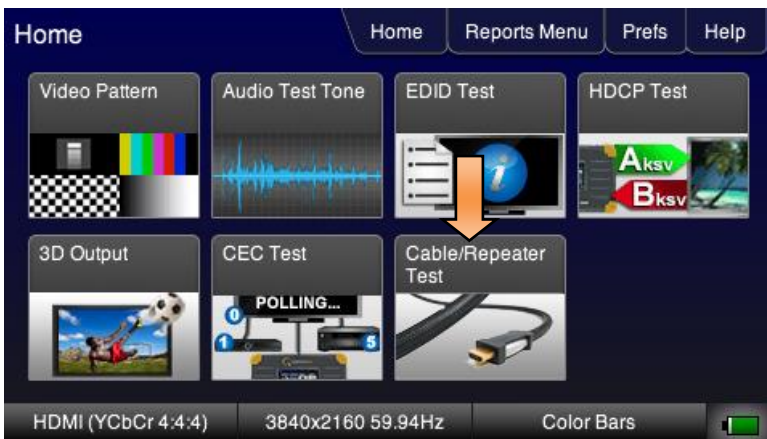 Home
Home
Reports Menu
Prefs
Help
Video Pattern
Audio Test Tone
EDID Test
HDCP Test
i
Aksv
Bksv
3D Output
CEC Test
Cable/Repeater
Test
POLLING...
0
1
5
HDMI (YCbCr 4:4:4)
3840x2160 59.94Hz
Color Bars